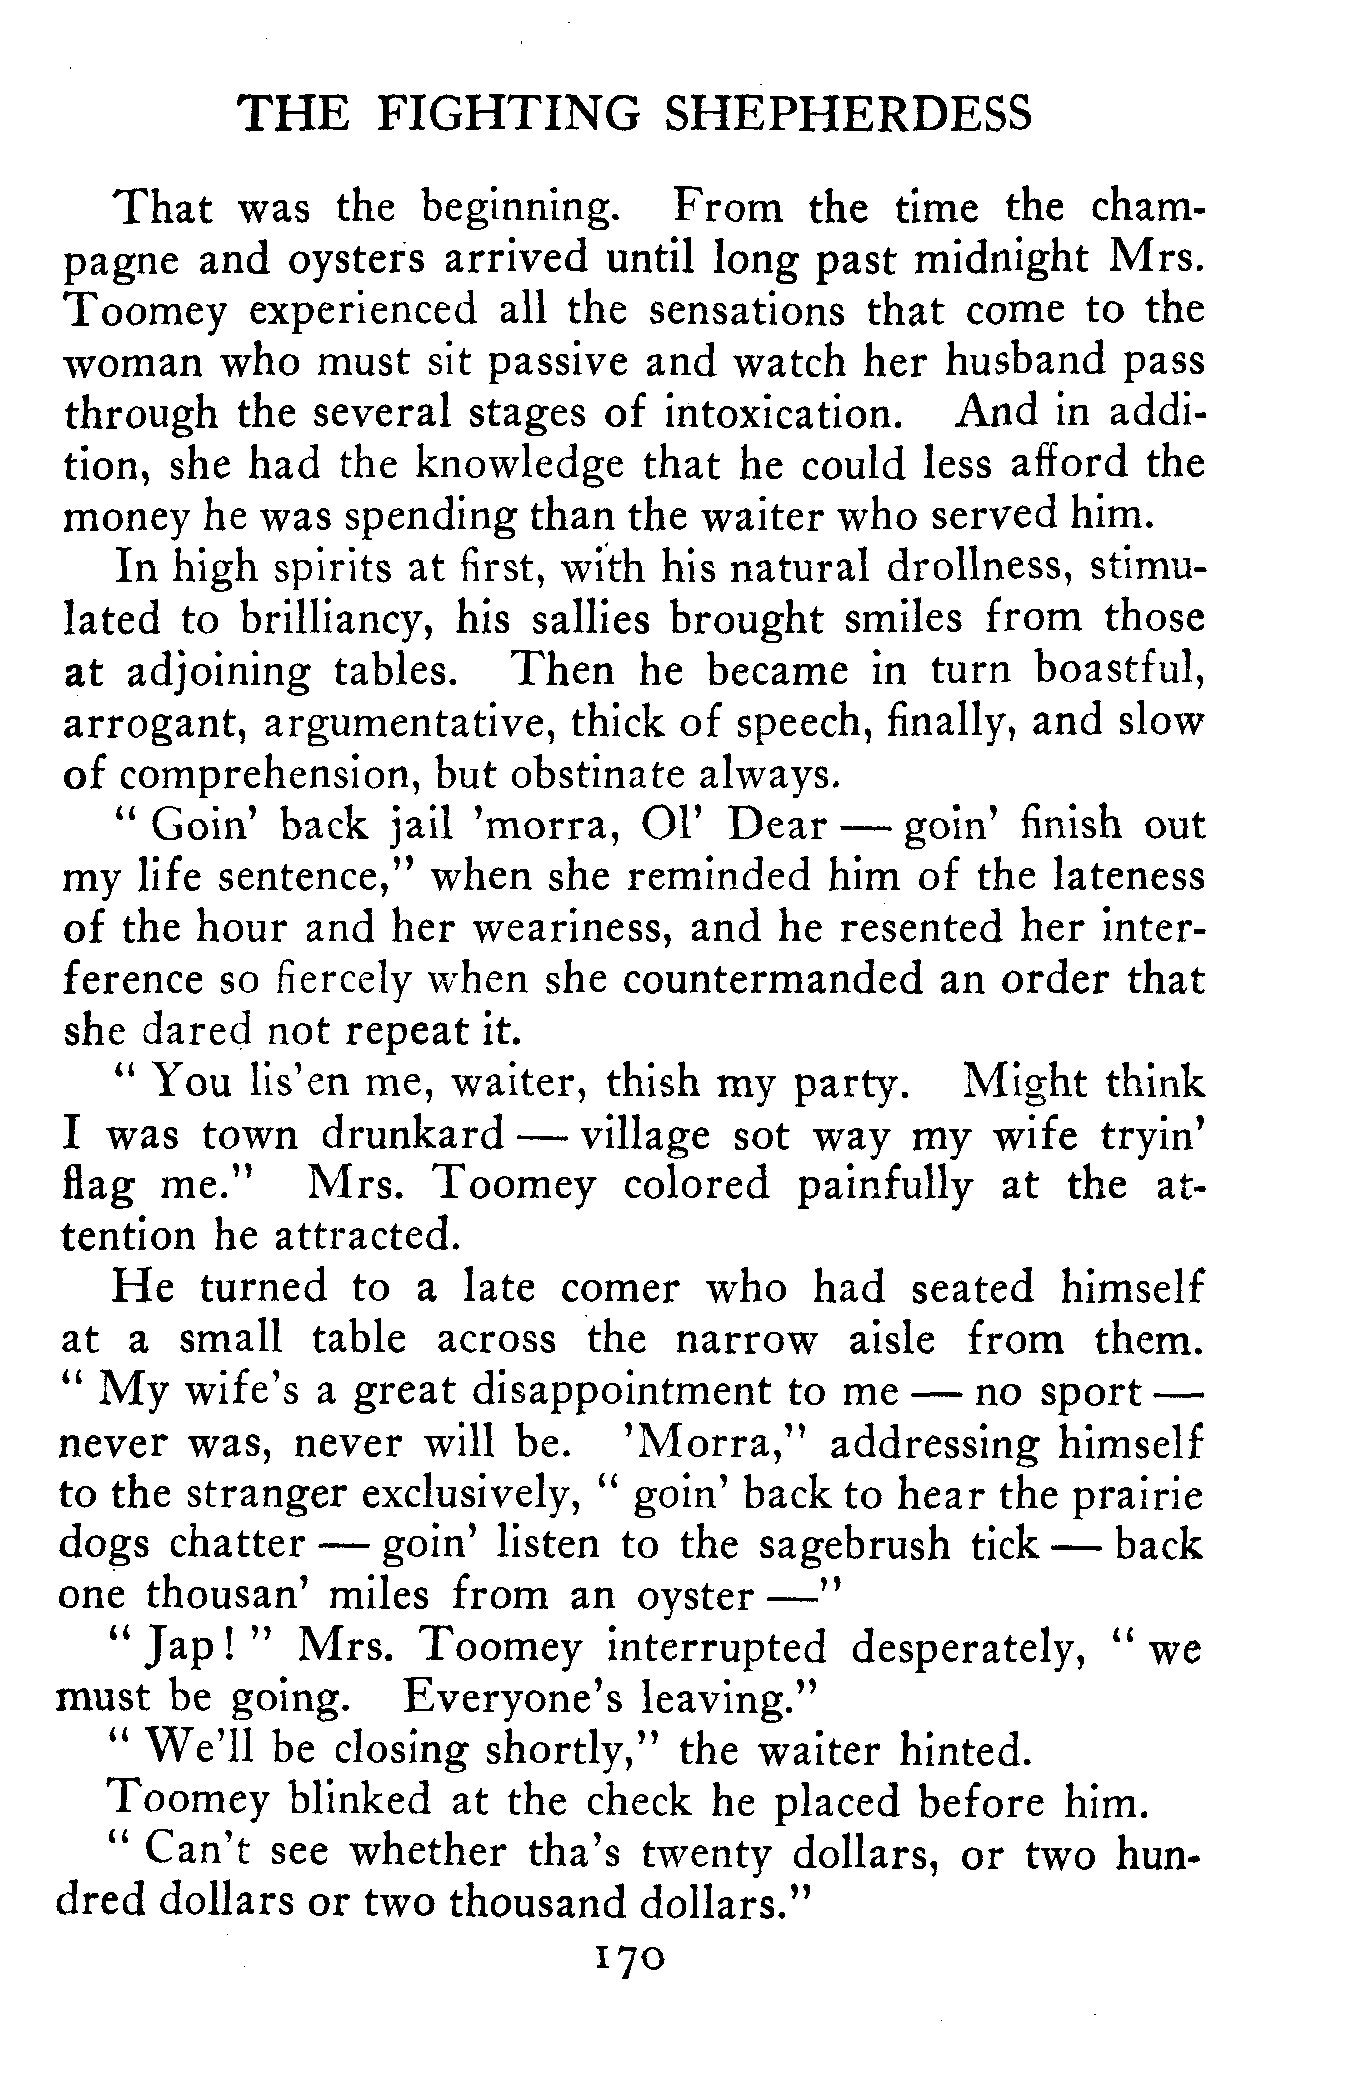 THE FIGHTING SHEPHERDESS
That was the beginning. From the time the cham-
pagne and oysters arrived until long past midnight Mrs.
Toomey experienced all the sensations that come to the
woman who must sit passive and watch her husband pass
through the several stages of intoxication. And in addi-
tion, she had the knowledge that he could less afford the
money he was spending than the waiter who served him.
In high spirits at first, with his natural drollness, stimu-
lated to brilliancy, his sallies brought smiles from those
at adjoining tables. Then he became in turn boastful,
arrogant, argumentative, thick of speech, finally, and slow
of comprehension, but obstinate always.
" Goin' back jail 'morra, Ol' Dear — goin' finish out
my life sentence," when she reminded him of the lateness
of the hour and her weariness, and he resented her inter-
ference so fiercely when she countermanded an order that
she dared not repeat it.
" You lis'en me, waiter, thish my party. Might think
I was town drunkard — village sot way my wife tryin'
flag me." Mrs. Toomey colored painfully at the at-
tention he attracted.
He turned to a late comer who had seated himself
at a small table across the narrow aisle from them.
" My wife's a great disappointment to me — no sport —
never was, never will be. 'Morra," addressing himself
to the stranger exclusively, " goin' back to hear the prairie
dogs chatter — goin' listen to the sagebrush tick — back
one thousan' miles from an oyster —"
" Jap! " Mrs. Toomey interrupted desperately, " we
must be going. Everyone's leaving."
" We'll be closing shortly," the waiter hinted.
Toomey blinked at the check he placed before him.
" Can't see whether tha's twenty dollars, or two hun-
dred dollars or two thousand dollars."
170